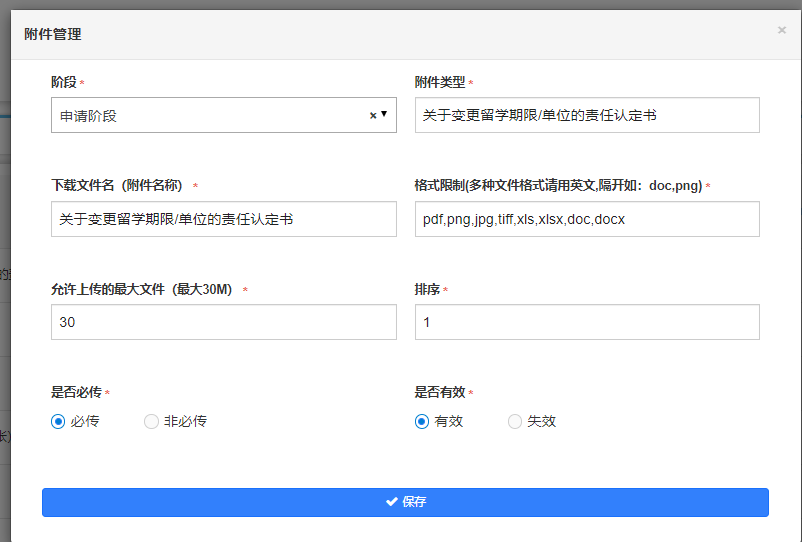 附件管理
×
阶段 *
附件类型 *
申请阶段
×
关于变更留学期限/单位的责任认定书
下载文件名（附件名称） *
格式限制(多种文件格式请用英文,隔开如：doc,png) *
关于变更留学期限/单位的责任认定书
pdf,png,jpg,tiff,xls,xlsx,doc,docx
允许上传的最大文件（最大30M） *
排序 *
30
1
是否必传 *
是否有效 *
必传
非必传
有效
失效
保存